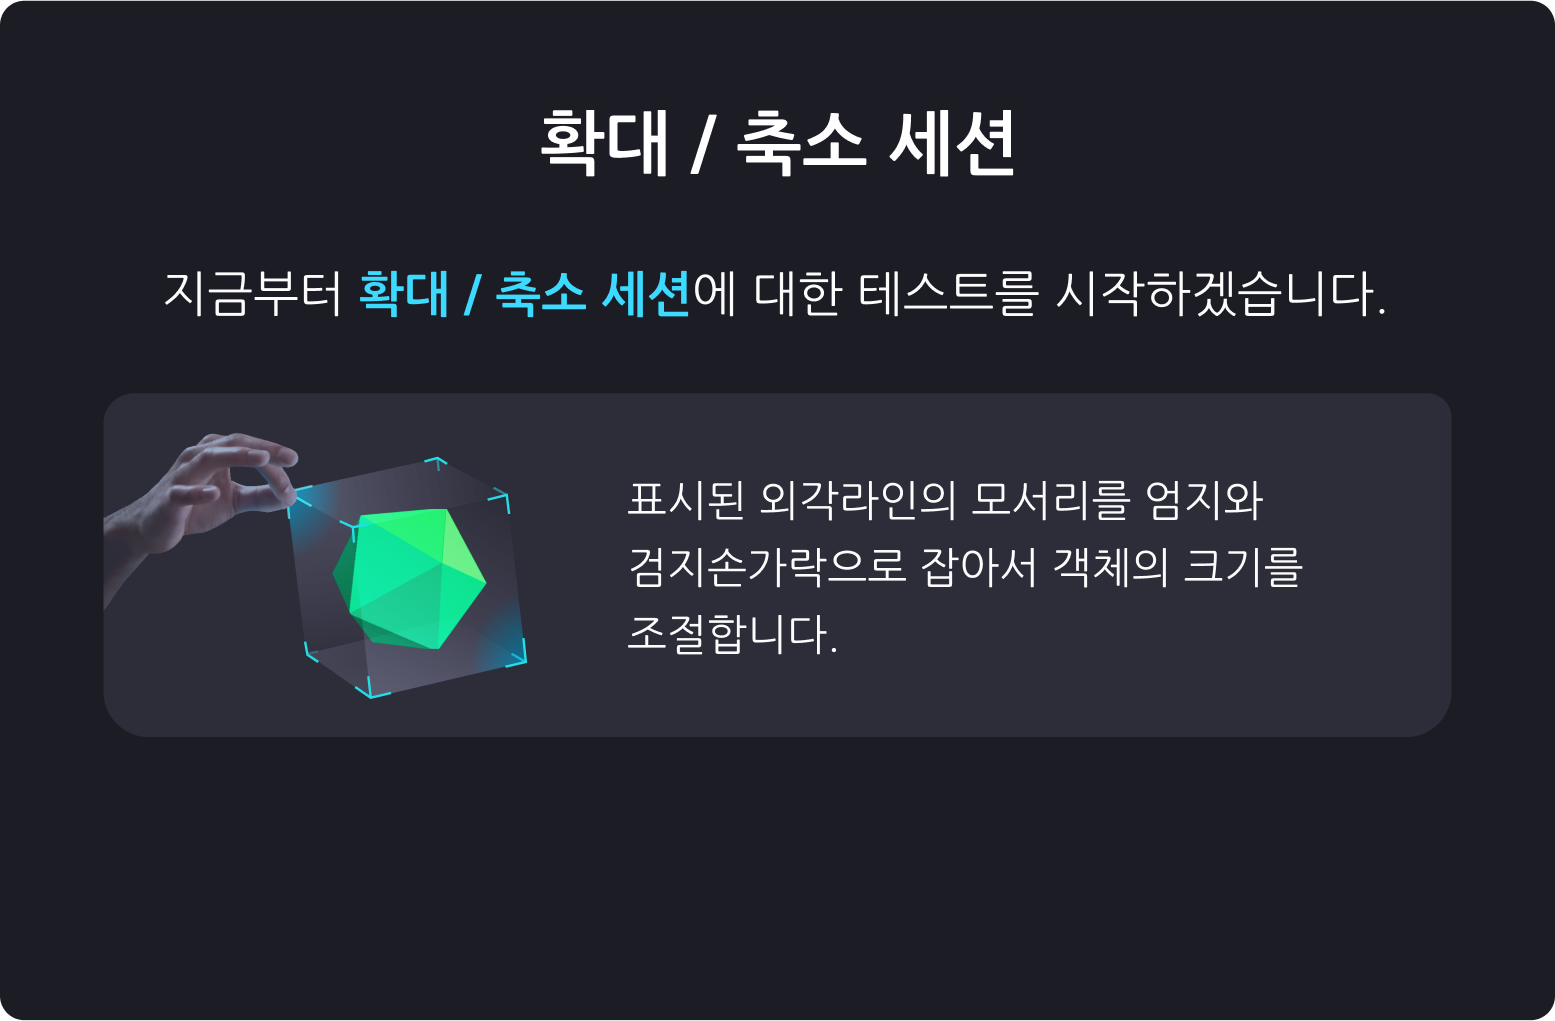 확대 / 축소 세션
지금부터 확대 / 축소 세션에 대한 테스트를 시작하겠습니다.
표시된 외각라인의 모서리를 엄지와
검지손가락으로 잡아서 객체의 크기를
조절합니다.